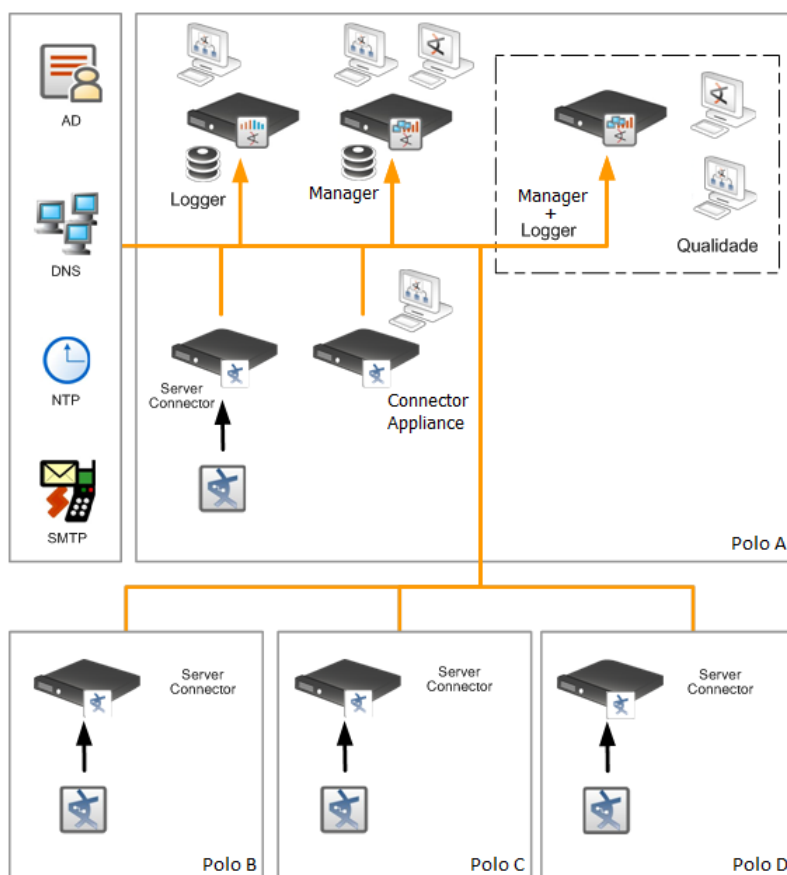 AD
DNS
NTP
SMTP
Logger
Manager
Manager
+
Logger
Qualidade
Server
Connector
Connector
Appliance
Polo A
Server
Connector
Polo B
Server
Connector
Polo C
Server
Connector
Polo D